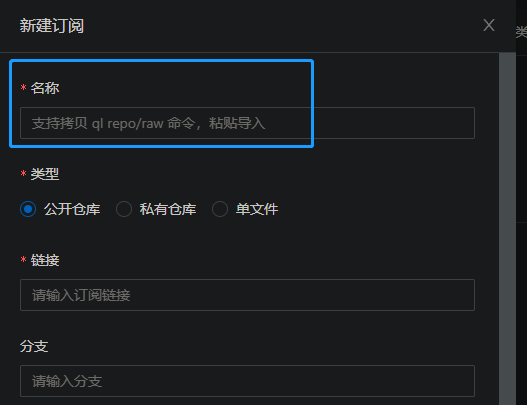 新建订阅
类
* 名称
支持拷贝 ql repo/raw 命令，粘贴导入
* 类型
公开仓库 私有仓库 单文件
* 链接
请输入订阅链接
分支
请输入分支